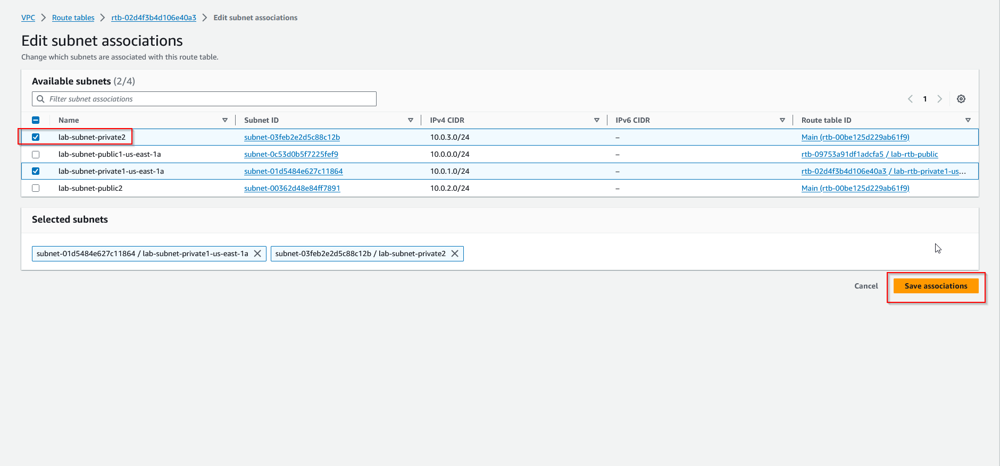 VPC > Route tables > rtb-02d4f3b4d106e40a3 > Edit subnet associations
Edit subnet associations
Change which subnets are associated with this route table.
Available subnets (2/4)
Filter subnet associations
1
Name Subnet ID IPv4 CIDR IPv6 CIDR Route table ID
lab-subnet-private2 subnet-03feb2e2d5c88c12b 10.0.3.0/24 – Main (rtb-00be125d229ab61f9)
lab-subnet-public1-us-east-1a subnet-0c53d0b5f7225fef9 10.0.0.0/24 – rtb-09753a91df1adcfa5 / lab-rtb-public
lab-subnet-private1-us-east-1a subnet-01d5484e627c11864 10.0.1.0/24 – rtb-02d4f3b4d106e40a3 / lab-rtb-private1-us...
lab-subnet-public2 subnet-00362d48e84ff7891 10.0.2.0/24 – Main (rtb-00be125d229ab61f9)
Selected subnets
subnet-01d5484e627c11864 / lab-subnet-private1-us-east-1a subnet-03feb2e2d5c88c12b / lab-subnet-private2
Cancel Save associations